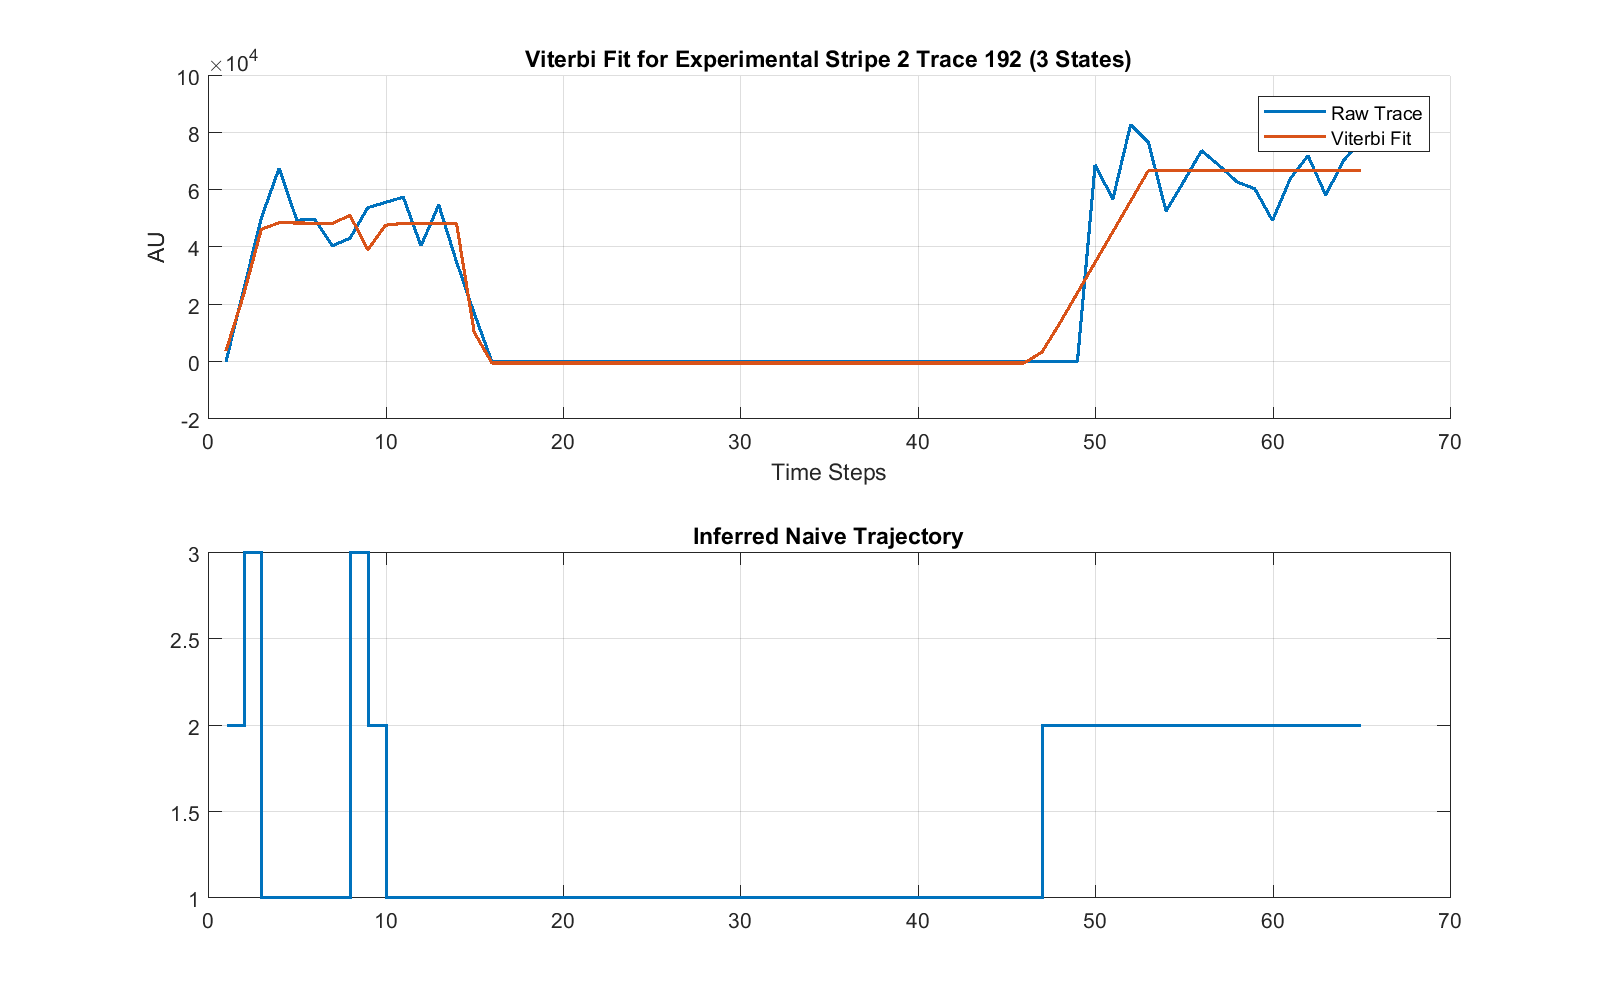 Viterbi Fit for Experimental Stripe 2 Trace 192 (3 States)
×10⁴
10
8
6
4
2
0
-2
AU
Raw Trace
Viterbi Fit
0 10 20 30 40 50 60 70
Time Steps
Inferred Naive Trajectory
3
2.5
2
1.5
1
0 10 20 30 40 50 60 70